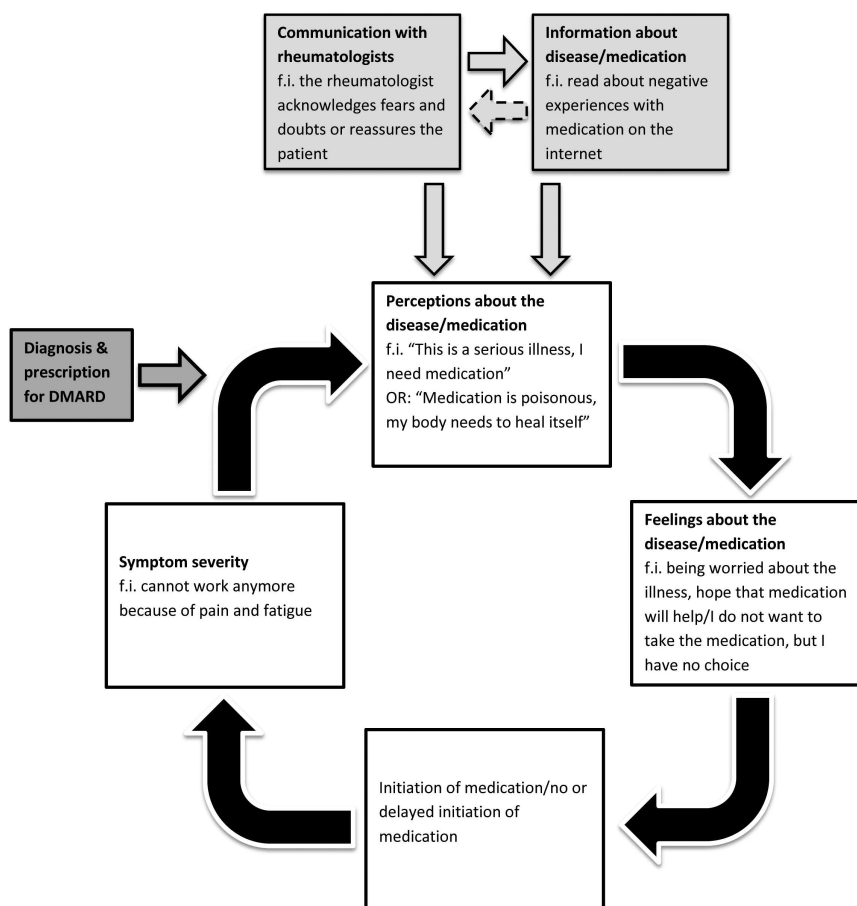 Communication with
rheumatologists
f.i. the rheumatologist
acknowledges fears and
doubts or reassures the
patient
Information about
disease/medication
f.i. read about negative
experiences with
medication on the
internet
Perceptions about the
disease/medication
f.i. “This is a serious illness, I
need medication”
OR: “Medication is poisonous,
my body needs to heal itself”
Diagnosis &
prescription
for DMARD
Feelings about the
disease/medication
f.i. being worried about the
illness, hope that medication
will help/I do not want to
take the medication, but I
have no choice
Symptom severity
f.i. cannot work anymore
because of pain and fatigue
Initiation of medication/no or
delayed initiation of
medication